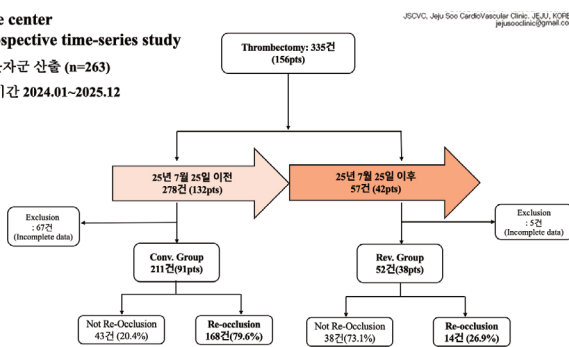 JSCVC, Jeju Soo CardioVascular Clinic. JEJU, KORE
jejusooclinic@gmail.com
e center
spective time-series study
자군 산출 (n=263)
기간 2024.01~2025.12
Thrombectomy: 335건
(156pts)
25년 7월 25일 이전
278건 (132pts)
25년 7월 25일 이후
57건 (42pts)
Exclusion
: 67건
(Incomplete data)
Exclusion
: 5건
(Incomplete data)
Conv. Group
211건(91pts)
Rev. Group
52건(38pts)
Not Re-Occlusion
43건 (20.4%)
Re-occlusion
168건(79.6%)
Not Re-Occlusion
38건(73.1%)
Re-occlusion
14건 (26.9%)